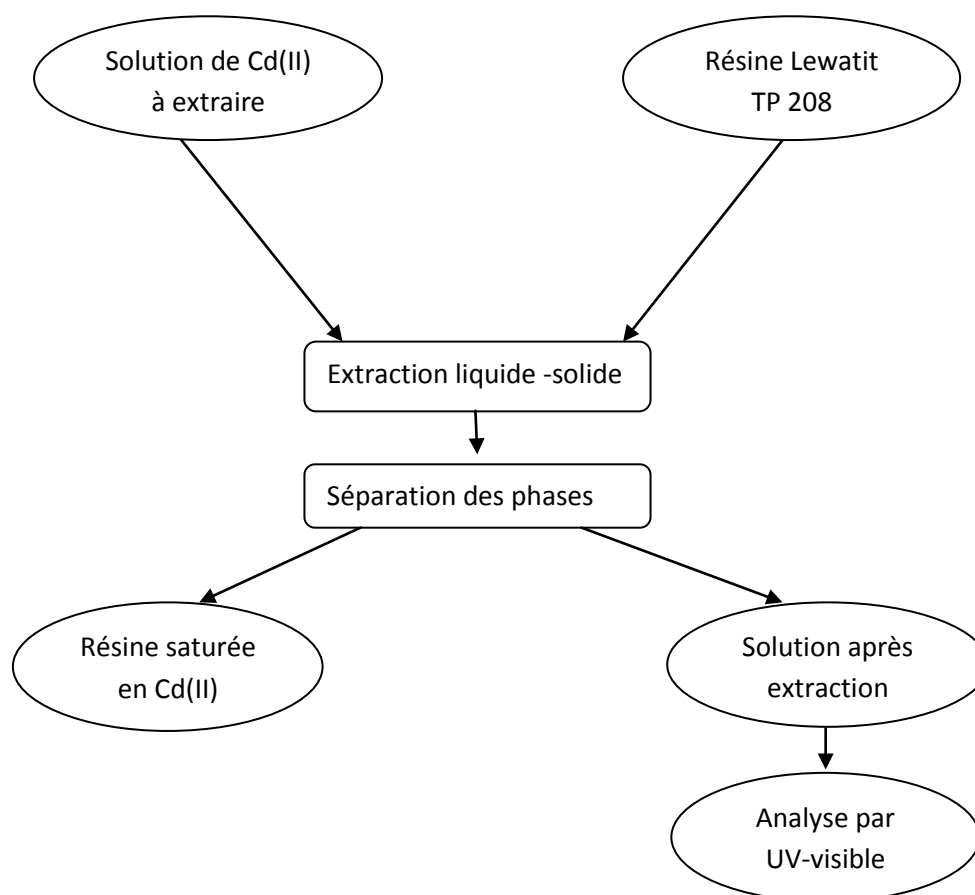 Solution de Cd(II)
à extraire
Résine Lewatit
TP 208
Extraction liquide -solide
Séparation des phases
Résine saturée
en Cd(II)
Solution après
extraction
Analyse par
UV-visible